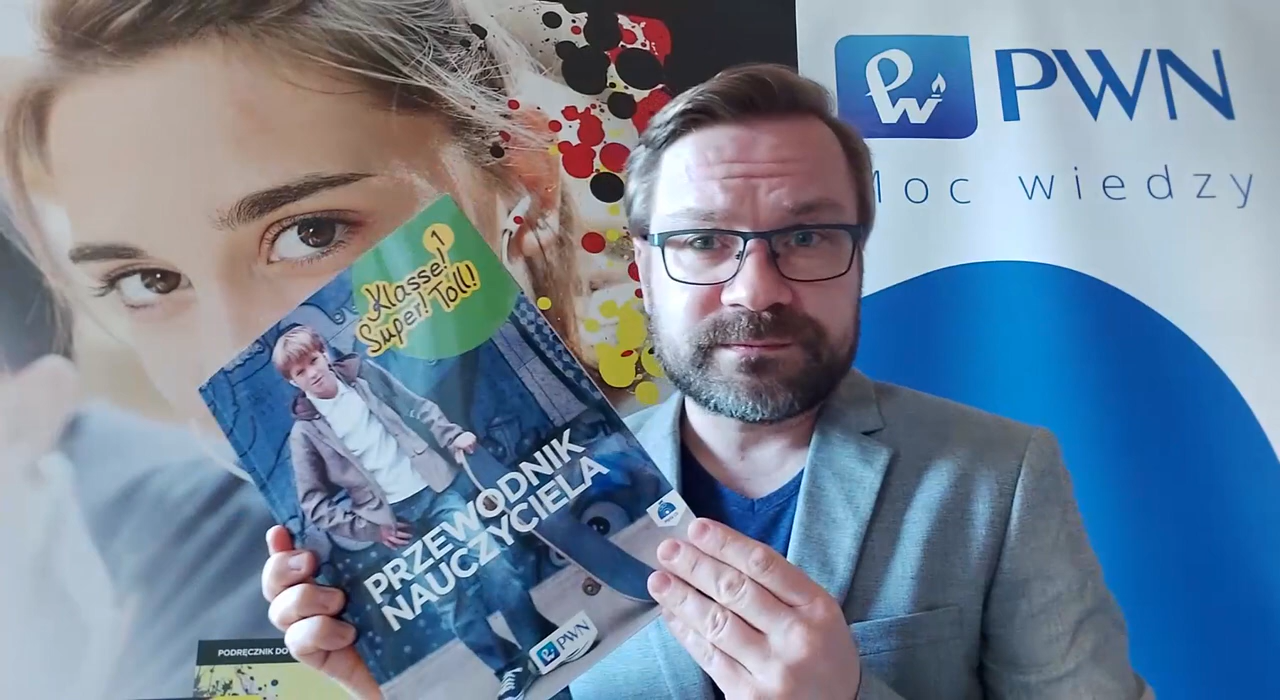 PWN
Moc wiedzy
1
Klasse!
Super! Toll!
PRZEWODNIK
NAUCZYCIELA
PWN
PODRĘCZNIK DO